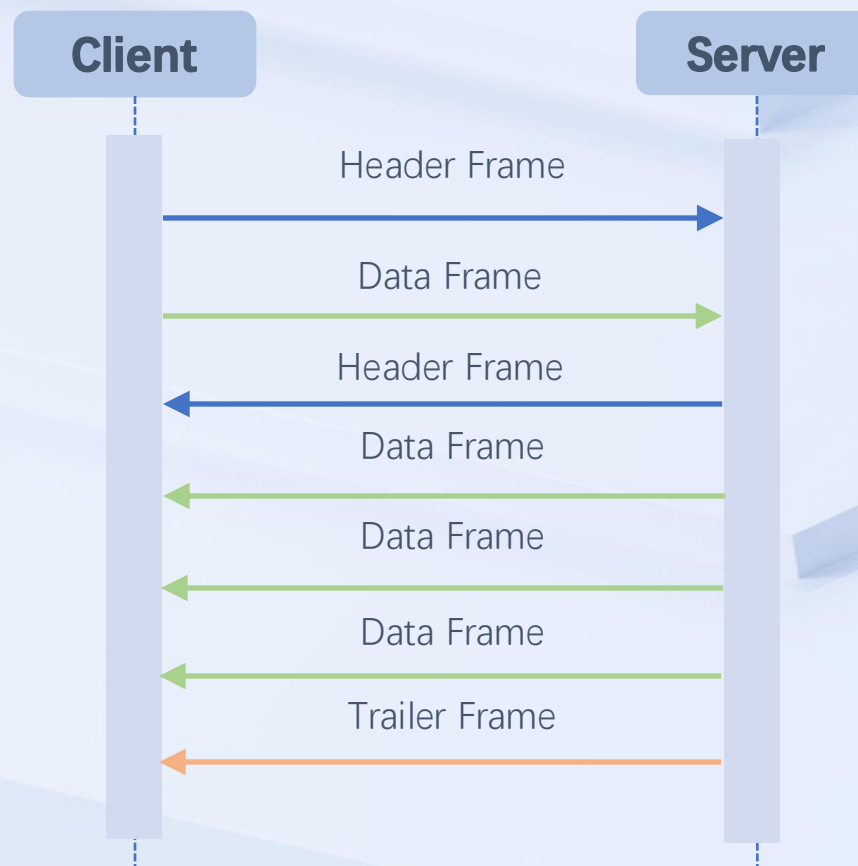 Client
Server
Header Frame
Data Frame
Header Frame
Data Frame
Data Frame
Data Frame
Trailer Frame